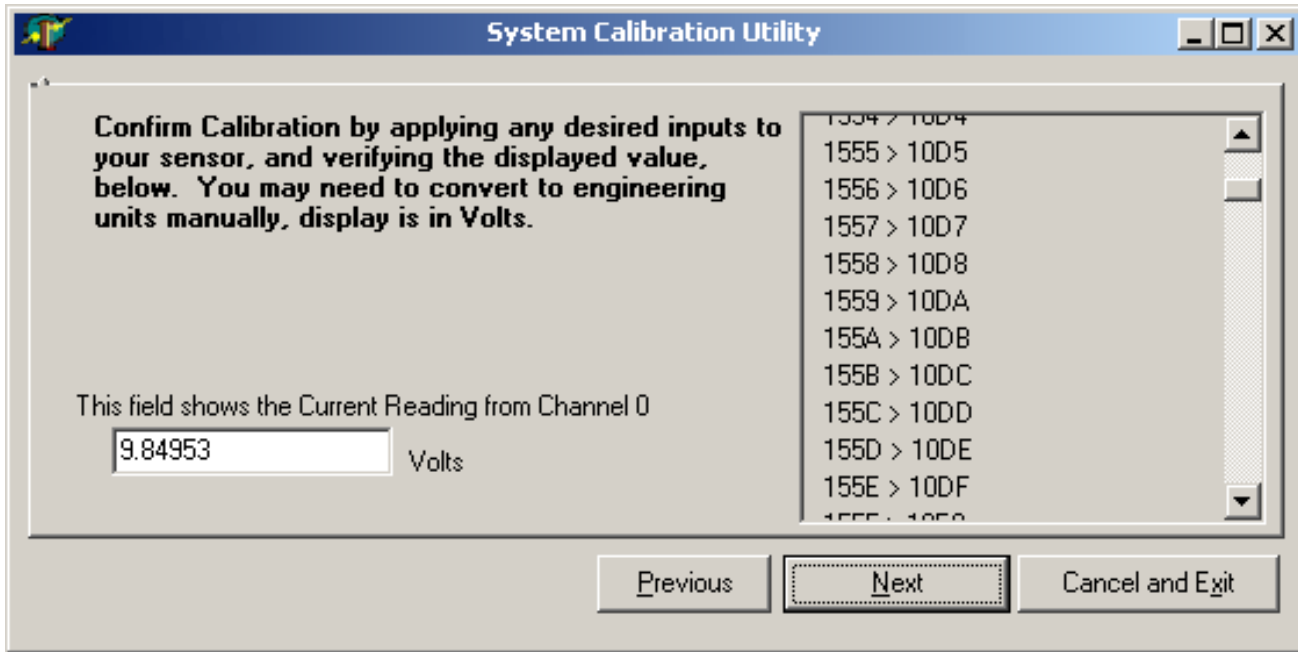 System Calibration Utility
Confirm Calibration by applying any desired inputs to
your sensor, and verifying the displayed value,
below. You may need to convert to engineering
units manually, display is in Volts.
This field shows the Current Reading from Channel 0
9.84953
Volts
1554 > 10D4
1555 > 10D5
1556 > 10D6
1557 > 10D7
1558 > 10D8
1559 > 10DA
155A > 10DB
155B > 10DC
155C > 10DD
155D > 10DE
155E > 10DF
Previous
Next
Cancel and Exit